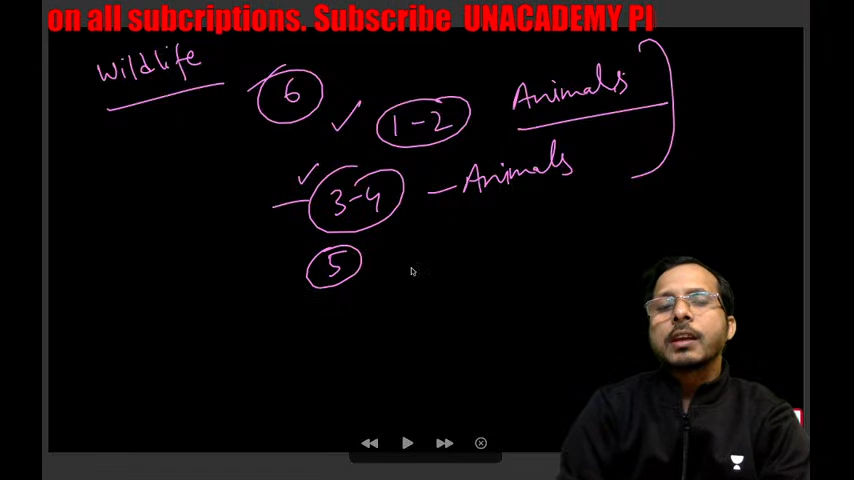 on all subcriptions. Subscribe UNACADEMY PI
Wildlife
6
1-2 Animals
3-4 - Animals
5